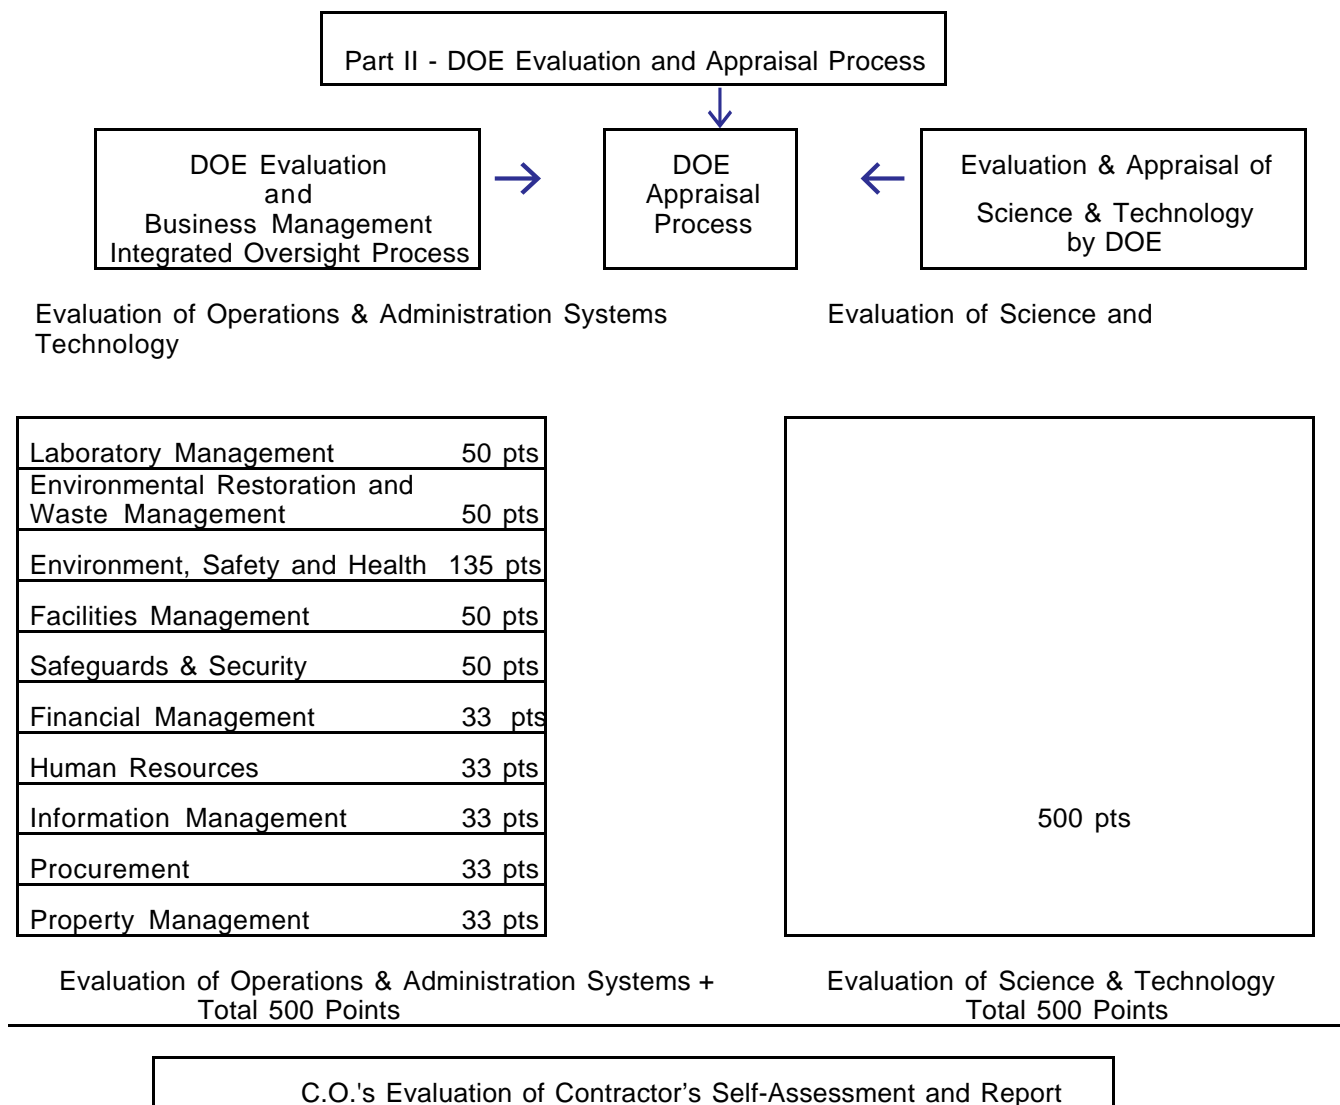 Part II - DOE Evaluation and Appraisal Process
DOE Evaluation
and
Business Management
Integrated Oversight Process
DOE
Appraisal
Process
Evaluation & Appraisal of
Science & Technology
by DOE
Evaluation of Operations & Administration Systems Evaluation of Science and
Technology
Laboratory Management 50 pts
Environmental Restoration and
Waste Management 50 pts
Environment, Safety and Health 135 pts
Facilities Management 50 pts
Safeguards & Security 50 pts
Financial Management 33 pts
Human Resources 33 pts
Information Management 33 pts
Procurement 33 pts
Property Management 33 pts
500 pts
Evaluation of Operations & Administration Systems +
Total 500 Points
Evaluation of Science & Technology
Total 500 Points
C.O.'s Evaluation of Contractor’s Self-Assessment and Report